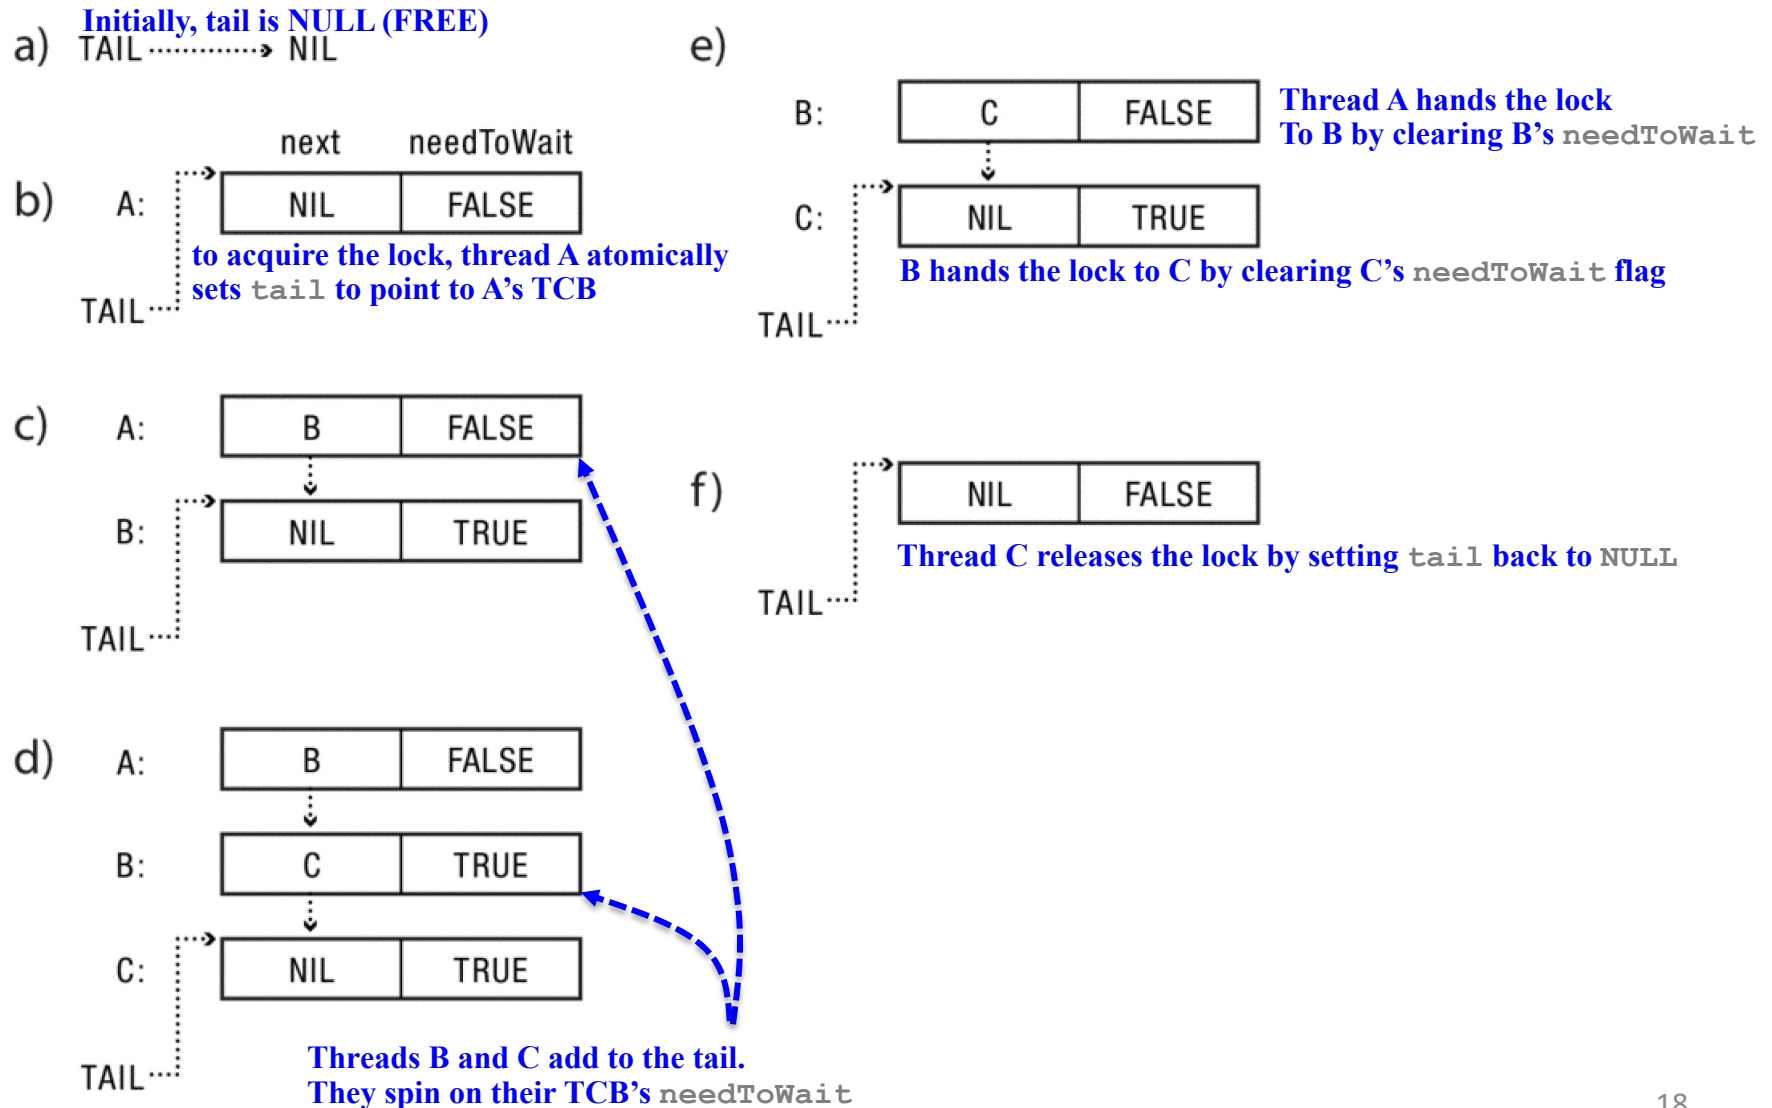 Initially, tail is NULL (FREE)
a) TAIL NIL
next needToWait
b) A: NIL FALSE
to acquire the lock, thread A atomically
sets tail to point to A’s TCB
TAIL
c) A: B FALSE
B: NIL TRUE
TAIL
d) A: B FALSE
B: C TRUE
C: NIL TRUE
Threads B and C add to the tail.
TAIL
They spin on their TCB’s needToWait
e)
B: C FALSE
Thread A hands the lock
To B by clearing B’s needToWait
C: NIL TRUE
B hands the lock to C by clearing C’s needToWait flag
TAIL
f) NIL FALSE
Thread C releases the lock by setting tail back to NULL
TAIL
18